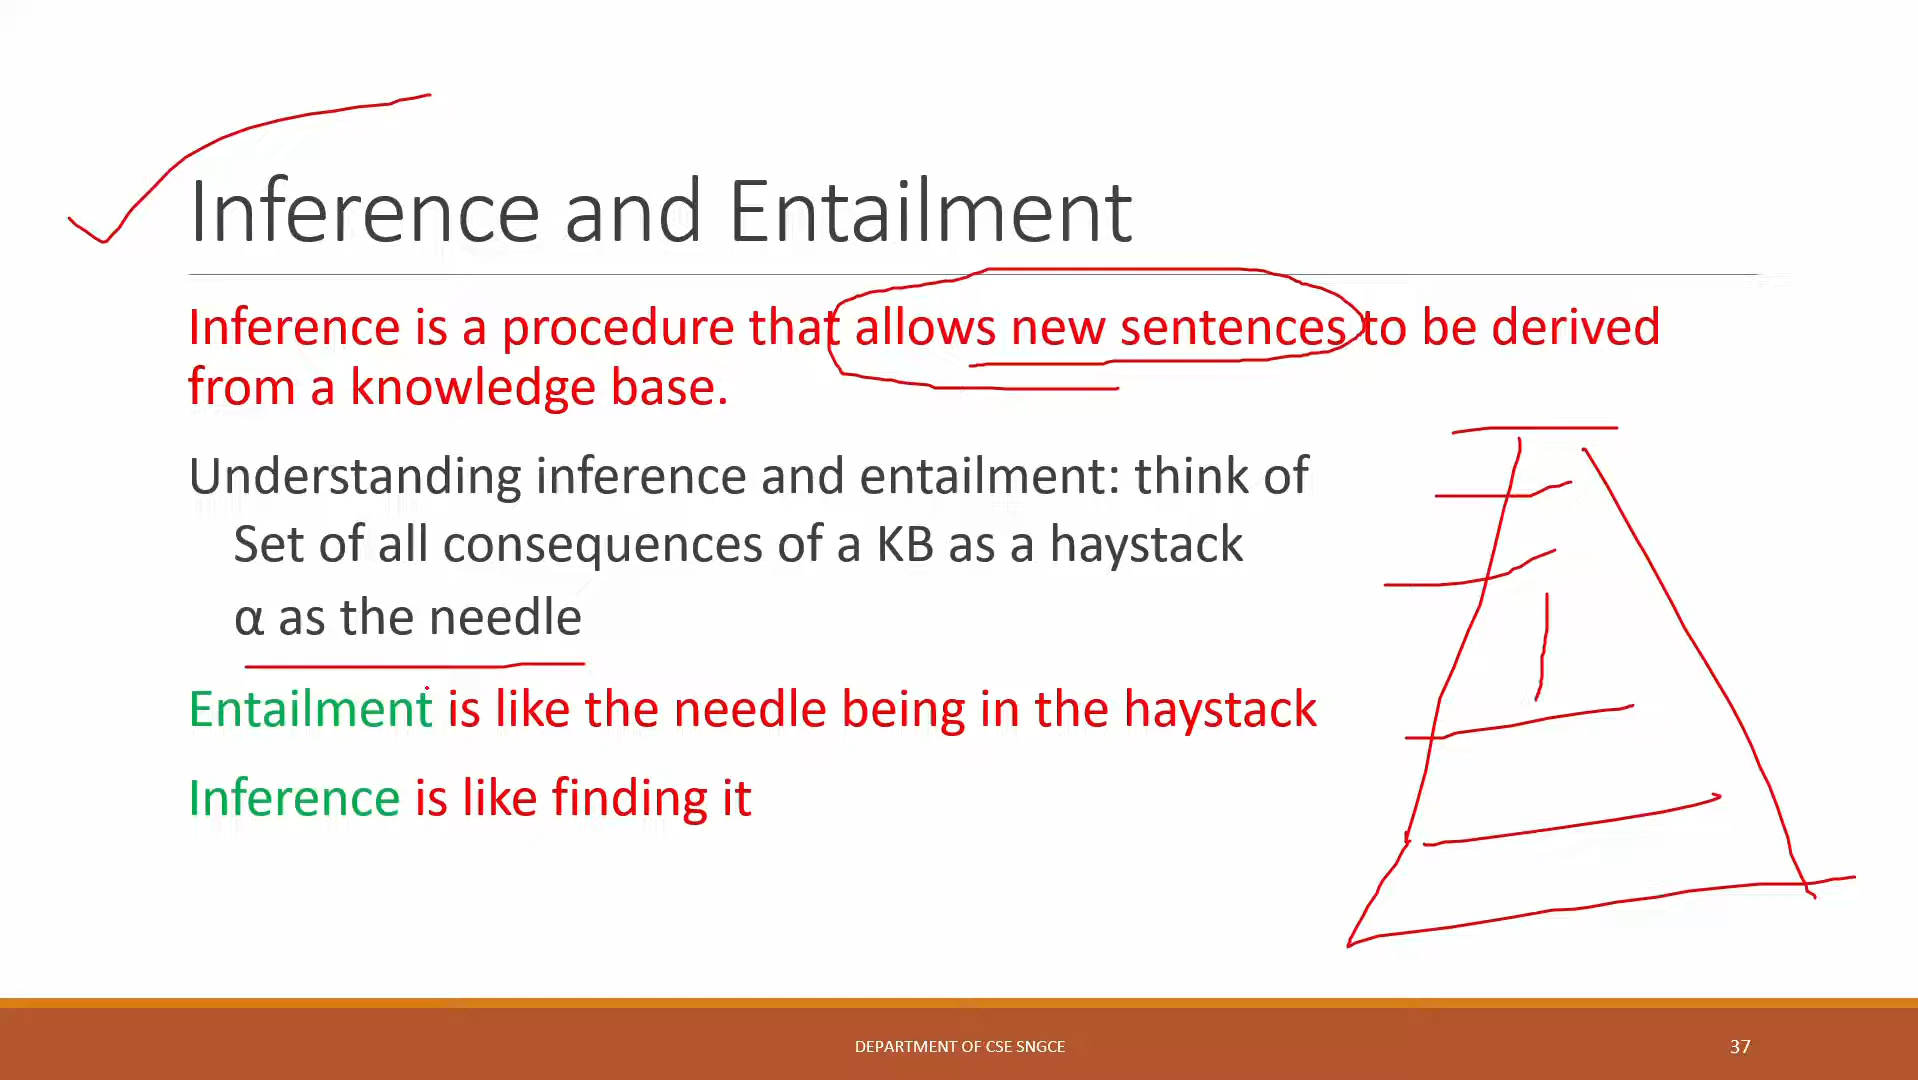 Inference and Entailment
Inference is a procedure that allows new sentences to be derived
from a knowledge base.
Understanding inference and entailment: think of
Set of all consequences of a KB as a haystack
α as the needle
Entailment is like the needle being in the haystack
Inference is like finding it
DEPARTMENT OF CSE SNGCE
37